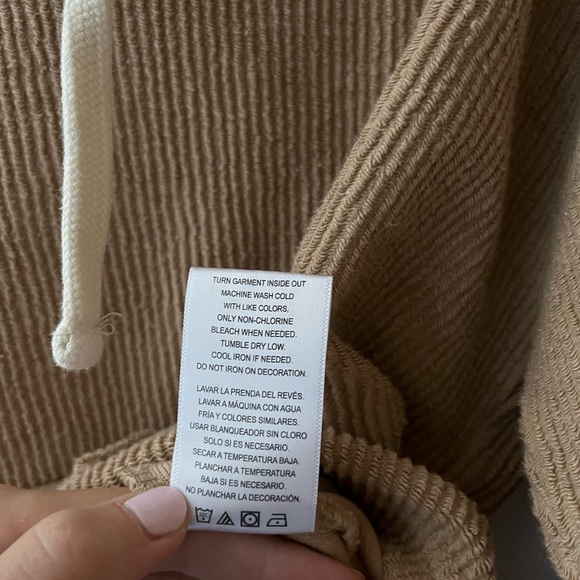 TURN GARMENT INSIDE OUT
MACHINE WASH COLD
WITH LIKE COLORS,
ONLY NON-CHLORINE
BLEACH WHEN NEEDED.
TUMBLE DRY LOW.
COOL IRON IF NEEDED.
DO NOT IRON ON DECORATION.
LAVAR LA PRENDA DEL REVÉS.
LAVAR A MÁQUINA CON AGUA
FRÍA Y COLORES SIMILARES.
USAR BLANQUEADOR SIN CLORO
SOLO SI ES NECESARIO.
SECAR A TEMPERATURA BAJA.
PLANCHAR A TEMPERATURA
BAJA SI ES NECESARIO.
NO PLANCHAR LA DECORACIÓN.